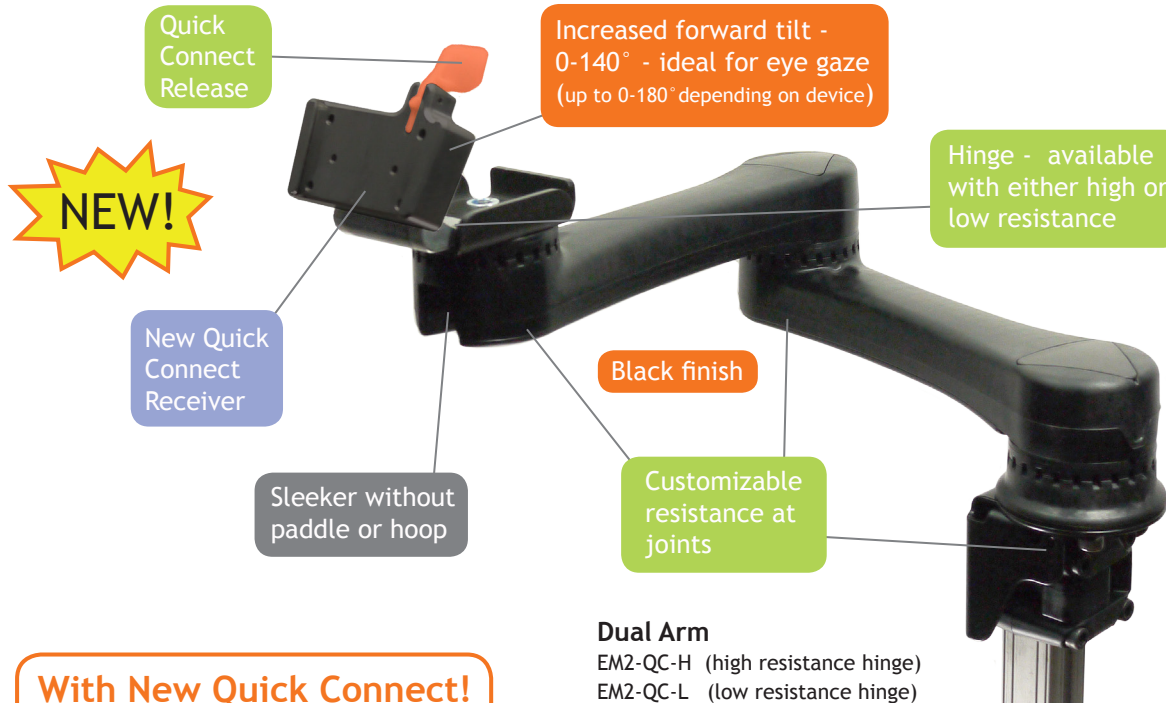 Quick
Connect
Release
Increased forward tilt -
0-140° - ideal for eye gaze
(up to 0-180°depending on device)
Hinge - available
with either high or
low resistance
NEW!
New Quick
Connect
Receiver
Black finish
Sleeker without
paddle or hoop
Customizable
resistance at
joints
Dual Arm
EM2-QC-H (high resistance hinge)
EM2-QC-L (low resistance hinge)
With New Quick Connect!